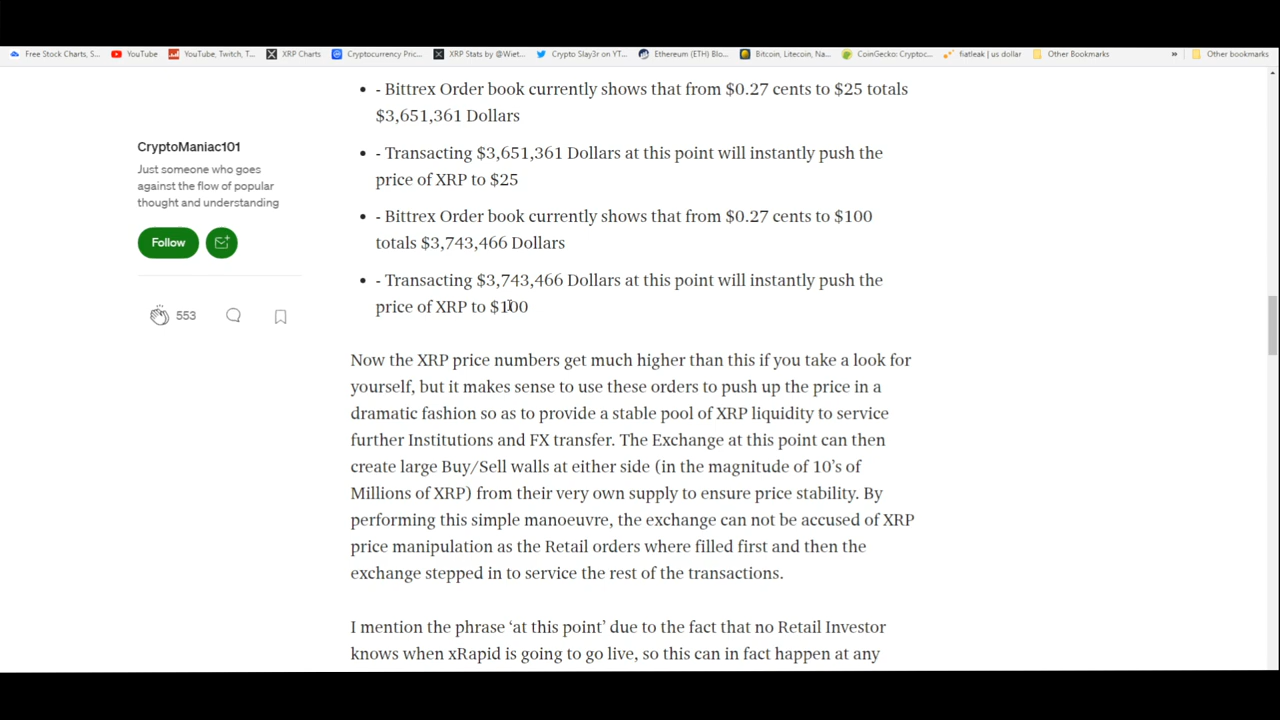 Free Stock Charts, S...
YouTube
YouTube, Twitch, T...
XRP Charts
Cryptocurrency Pric...
XRP Stats by @Wiet...
Crypto Slay3r on YT...
Ethereum (ETH) Blo...
Bitcoin, Litecoin, Na...
CoinGecko: Cryptoc...
fiatleak | us dollar
Other Bookmarks
»
Other bookmarks
CryptoManiac101
Just someone who goes
against the flow of popular
thought and understanding
Follow
553
• - Bittrex Order book currently shows that from $0.27 cents to $25 totals
$3,651,361 Dollars
• - Transacting $3,651,361 Dollars at this point will instantly push the
price of XRP to $25
• - Bittrex Order book currently shows that from $0.27 cents to $100
totals $3,743,466 Dollars
• - Transacting $3,743,466 Dollars at this point will instantly push the
price of XRP to $100
Now the XRP price numbers get much higher than this if you take a look for
yourself, but it makes sense to use these orders to push up the price in a
dramatic fashion so as to provide a stable pool of XRP liquidity to service
further Institutions and FX transfer. The Exchange at this point can then
create large Buy/Sell walls at either side (in the magnitude of 10's of
Millions of XRP) from their very own supply to ensure price stability. By
performing this simple manoeuvre, the exchange can not be accused of XRP
price manipulation as the Retail orders where filled first and then the
exchange stepped in to service the rest of the transactions.
I mention the phrase ‘at this point’ due to the fact that no Retail Investor
knows when xRapid is going to go live, so this can in fact happen at any